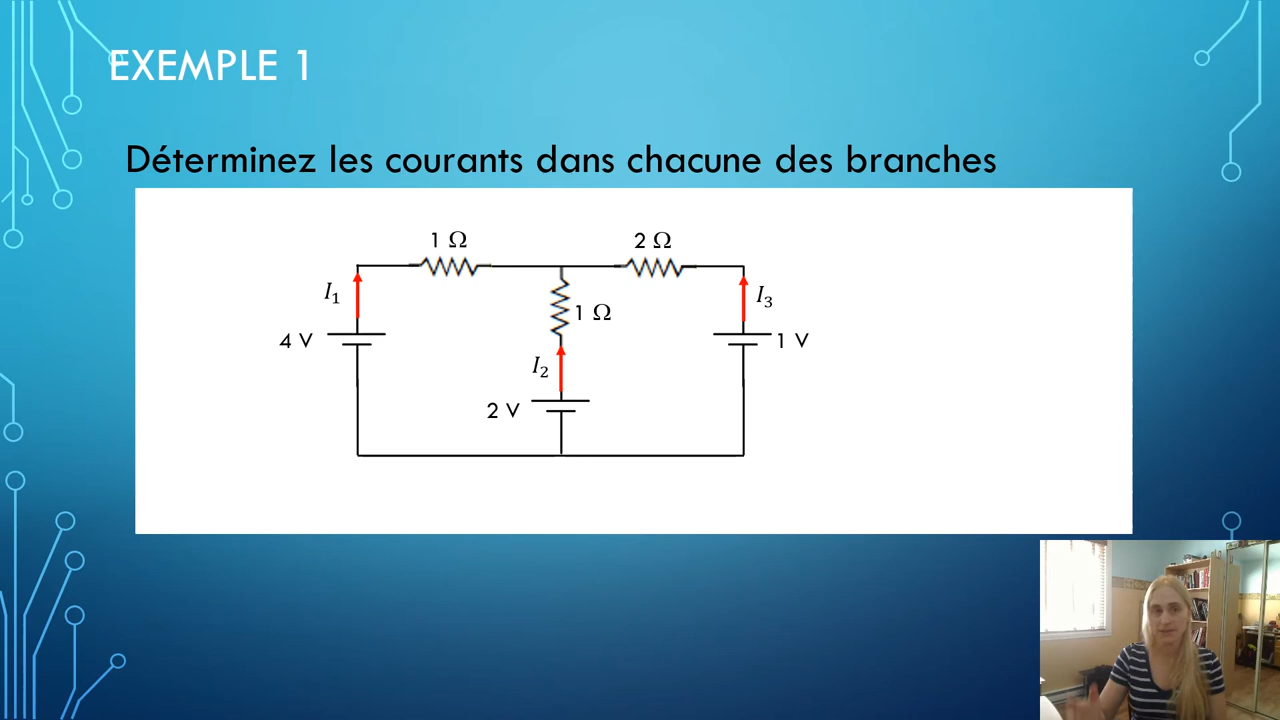 EXEMPLE 1
Déterminez les courants dans chacune des branches
1 Ω
2 Ω
I₁
1 Ω
I₃
4 V
1 V
I₂
2 V